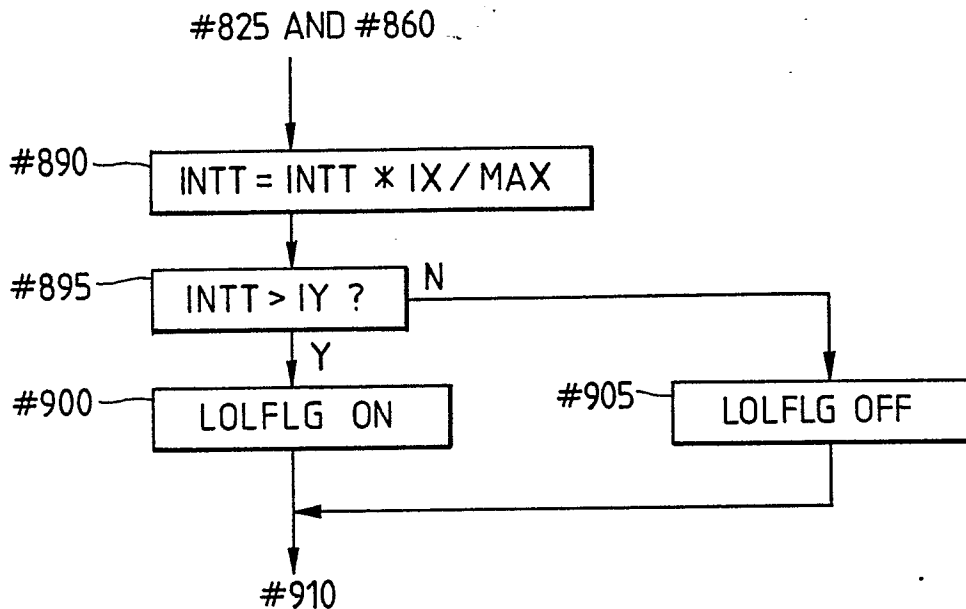 #825 AND #860
#890
INTT = INTT * IX / MAX
#895
INTT > IY ?
N
Y
#900
LOLFLG ON
#905
LOLFLG OFF
#910